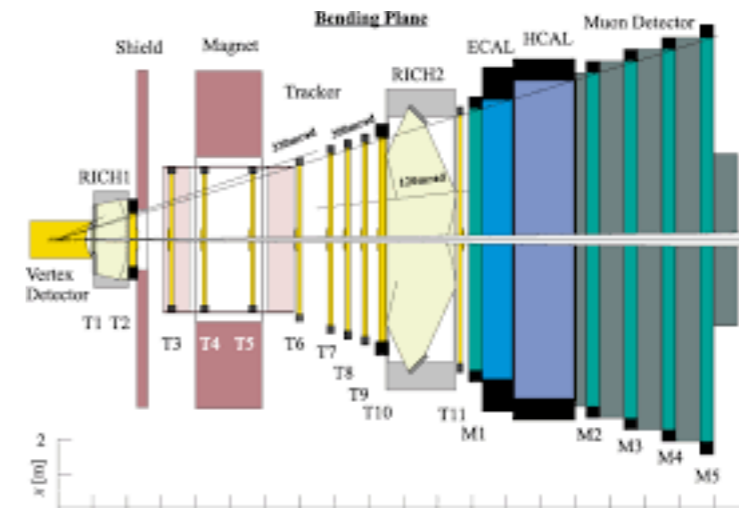 Bending Plane
Muon Detector
Shield
Magnet
ECAL
HCAL
RICH2
Tracker
RICH1
Vertex
Detector
T1
T2
T3
T4
T5
T6
T7
T8
T9
T10
T11
M1
M2
M3
M4
M5
2
x [m]